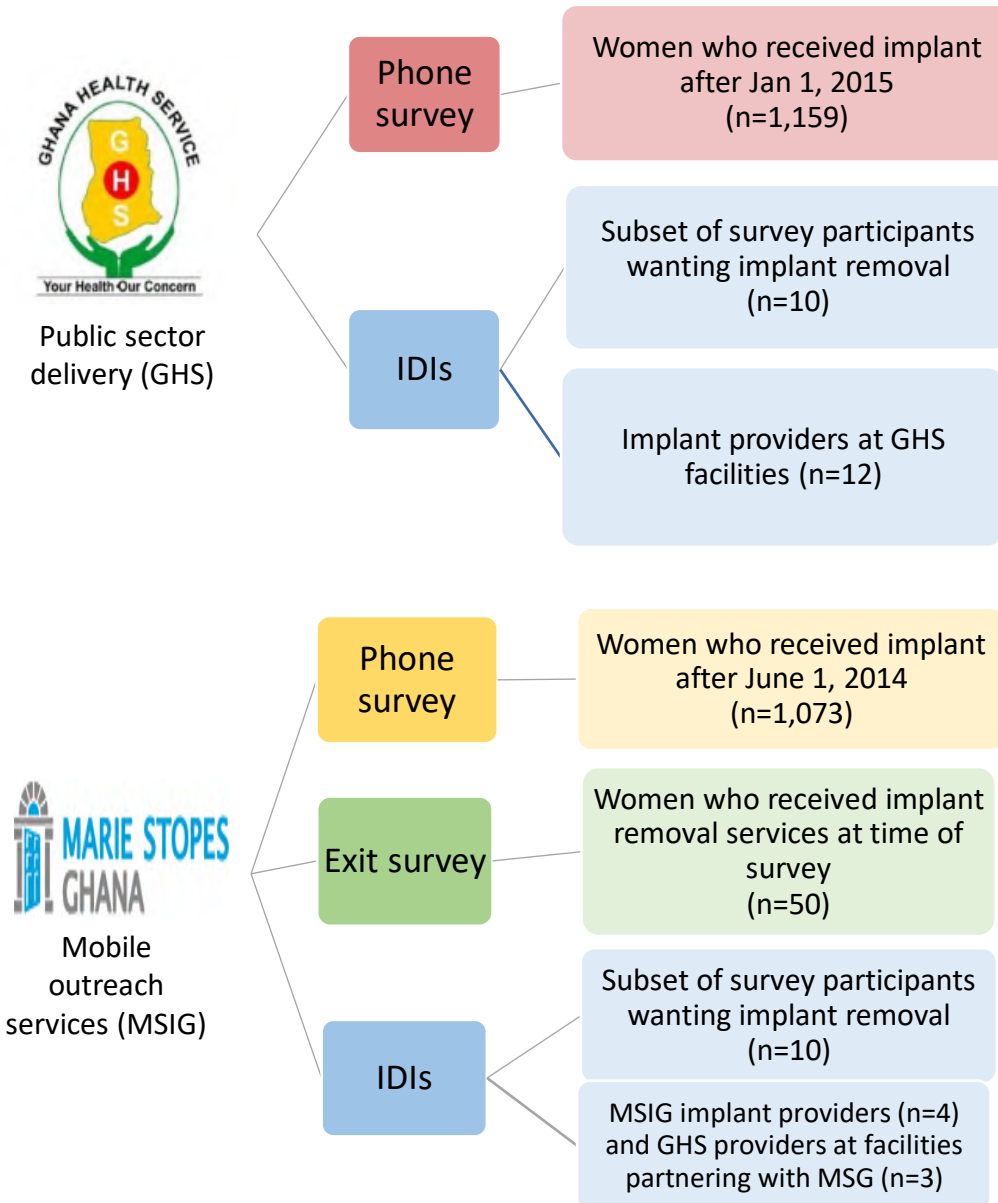 GHANA HEALTH SERVICE
G
H
S
Your Health Our Concern
Public sector
delivery (GHS)
Phone
survey
Women who received implant
after Jan 1, 2015
(n=1,159)
IDIs
Subset of survey participants
wanting implant removal
(n=10)
Implant providers at GHS
facilities (n=12)
MARIE STOPES
GHANA
Mobile
outreach
services (MSIG)
Phone
survey
Women who received implant
after June 1, 2014
(n=1,073)
Exit survey
Women who received implant
removal services at time of
survey
(n=50)
IDIs
Subset of survey participants
wanting implant removal
(n=10)
MSIG implant providers (n=4)
and GHS providers at facilities
partnering with MSG (n=3)